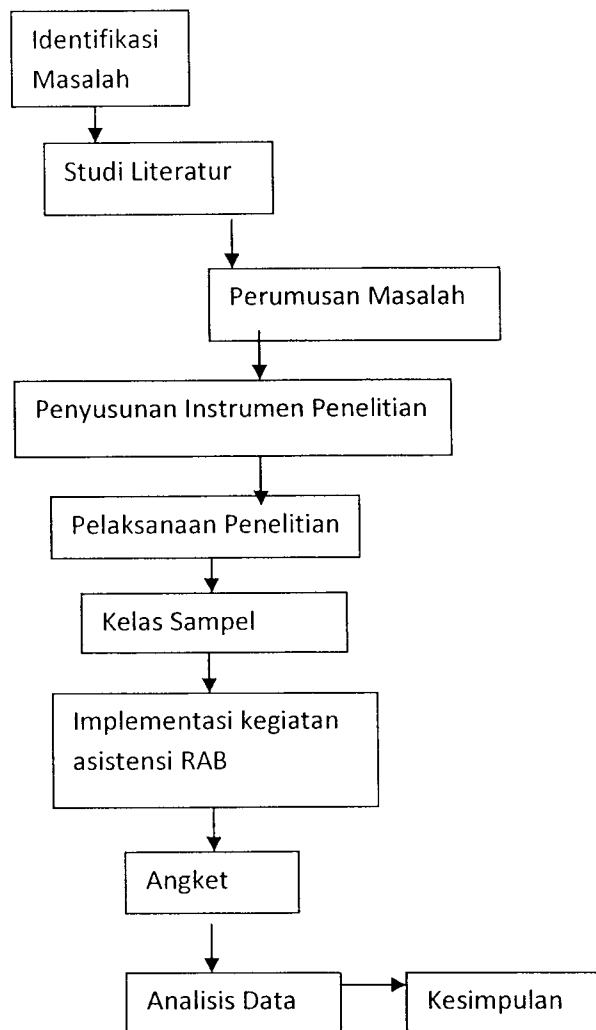 Identifikasi
Masalah
Studi Literatur
Perumusan Masalah
Penyusunan Instrumen Penelitian
Pelaksanaan Penelitian
Kelas Sampel
Implementasi kegiatan
asistensi RAB
Angket
Analisis Data
Kesimpulan